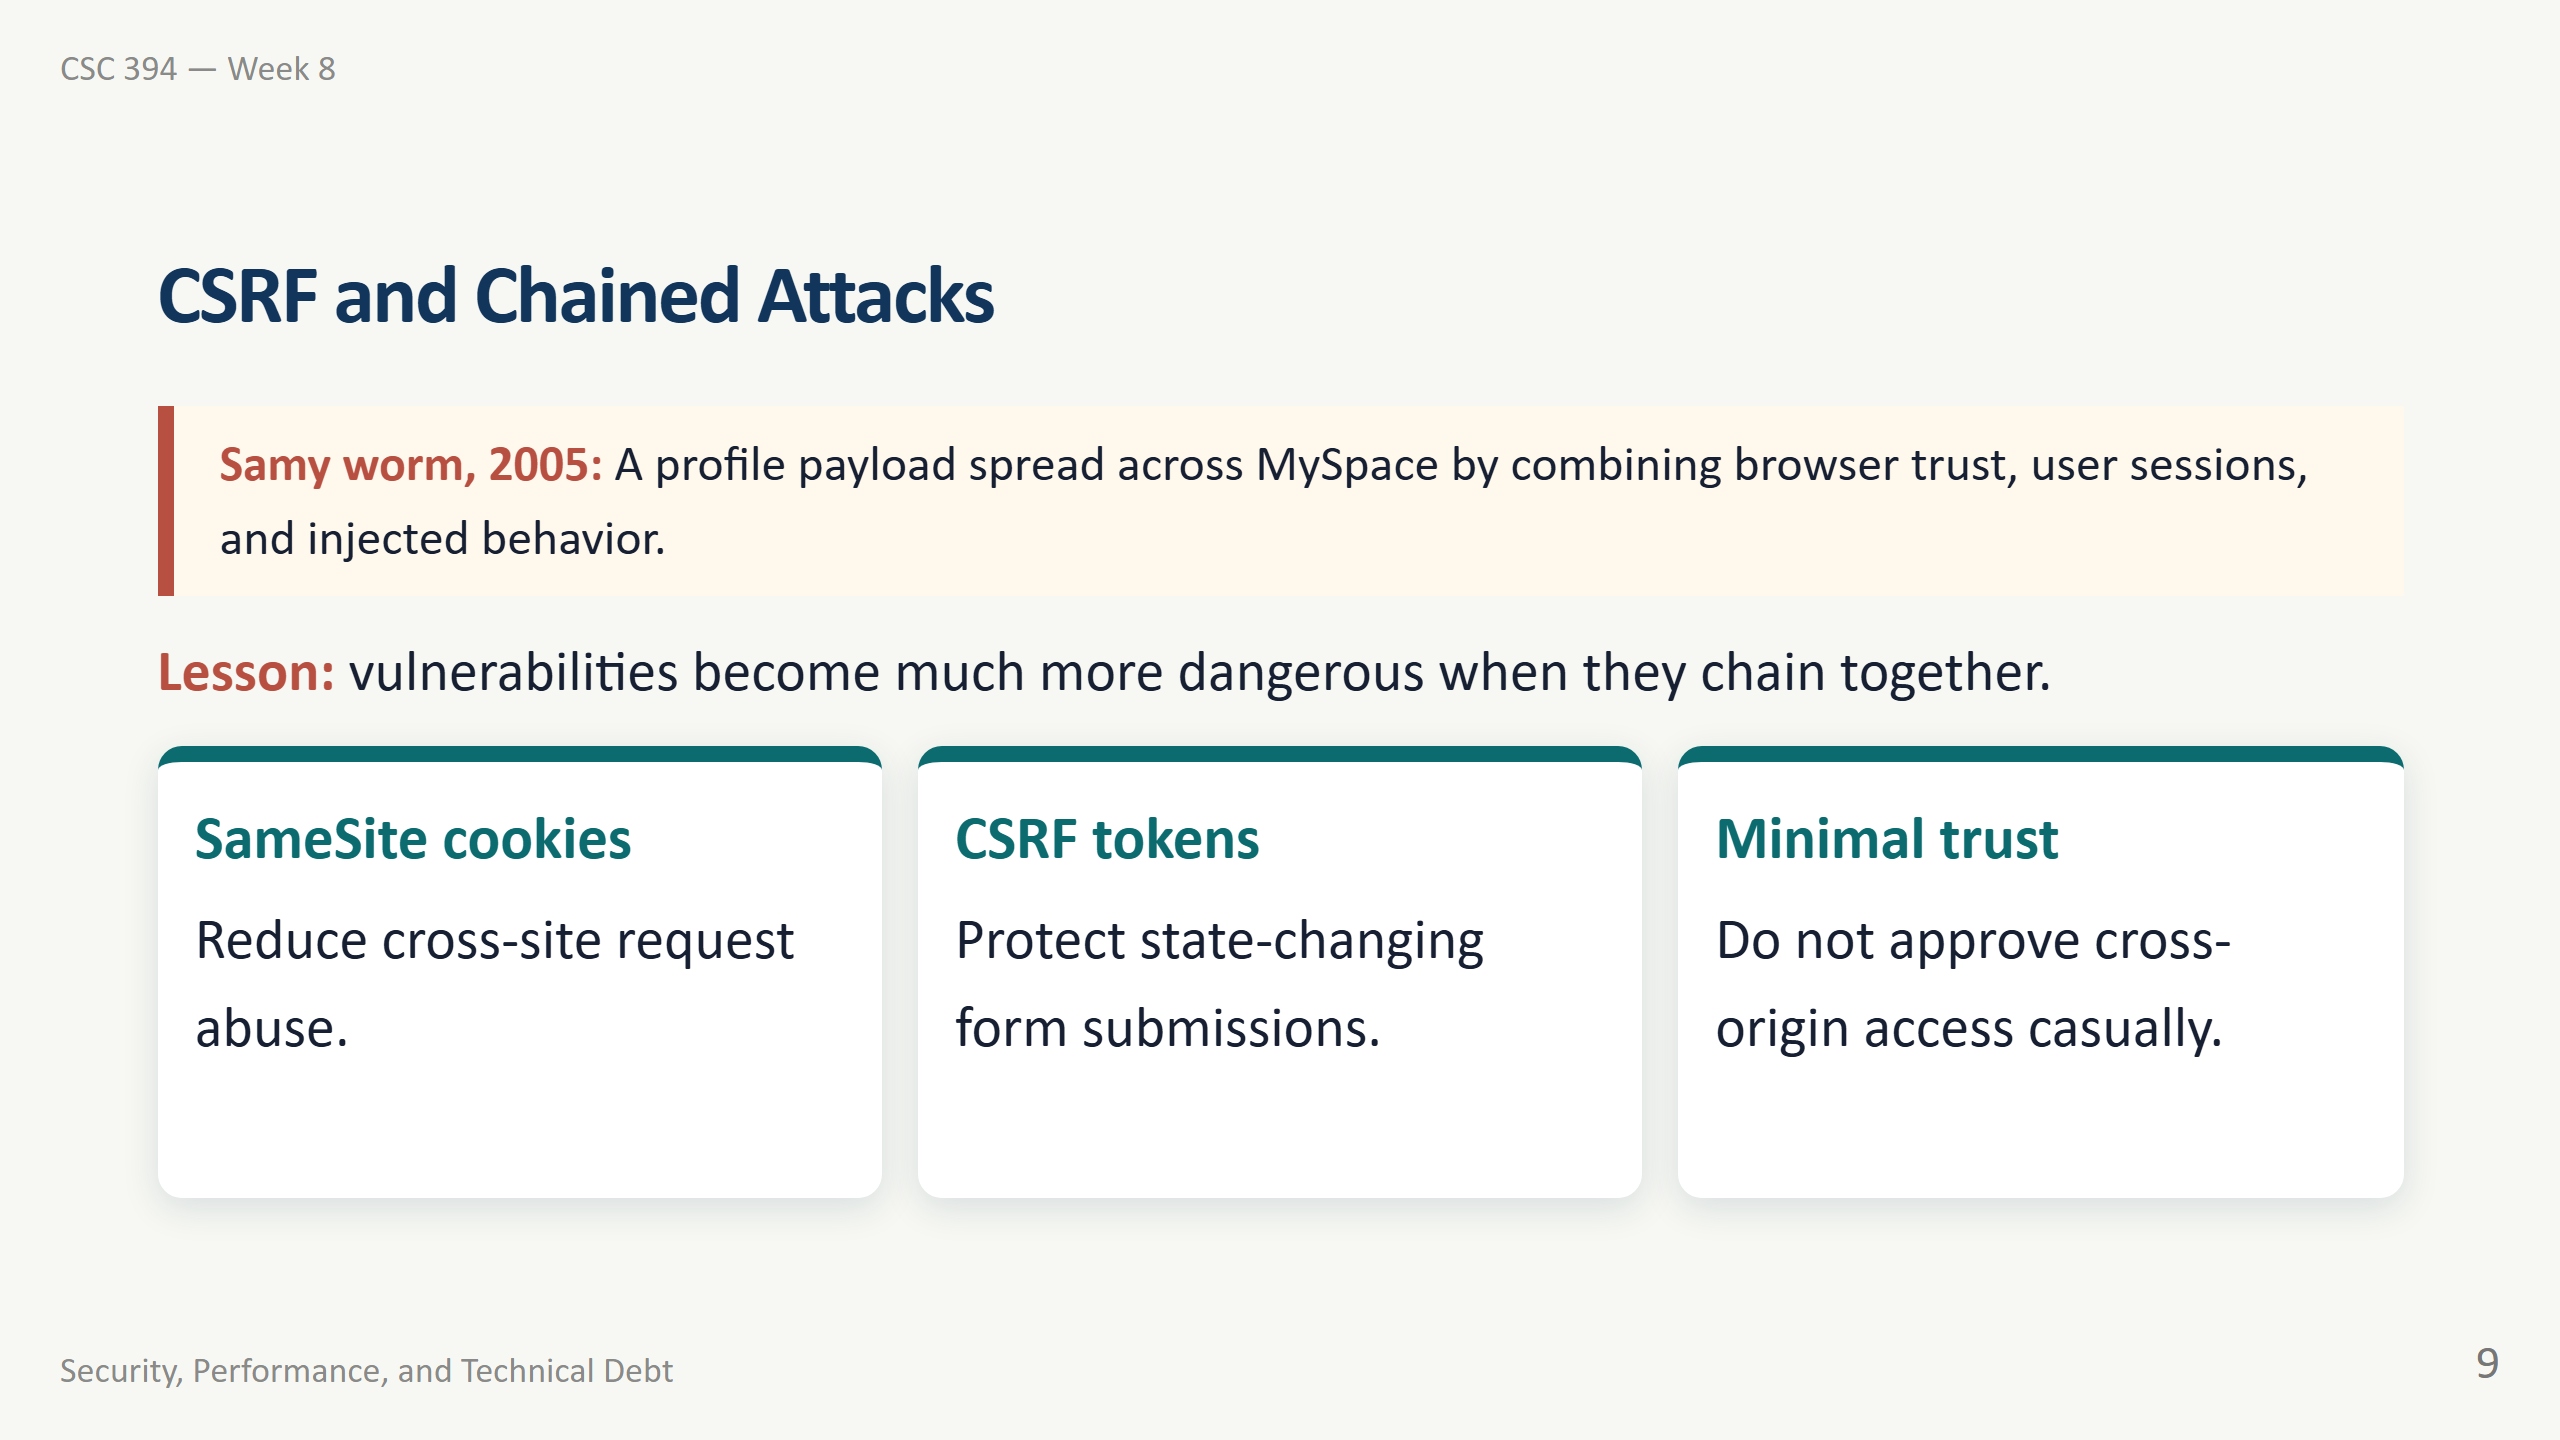 CSC 394 — Week 8
CSRF and Chained Attacks
Samy worm, 2005: A profile payload spread across MySpace by combining browser trust, user sessions,
and injected behavior.
Lesson: vulnerabilities become much more dangerous when they chain together.
SameSite cookies
Reduce cross-site request
abuse.
CSRF tokens
Protect state-changing
form submissions.
Minimal trust
Do not approve cross-
origin access casually.
Security, Performance, and Technical Debt
9